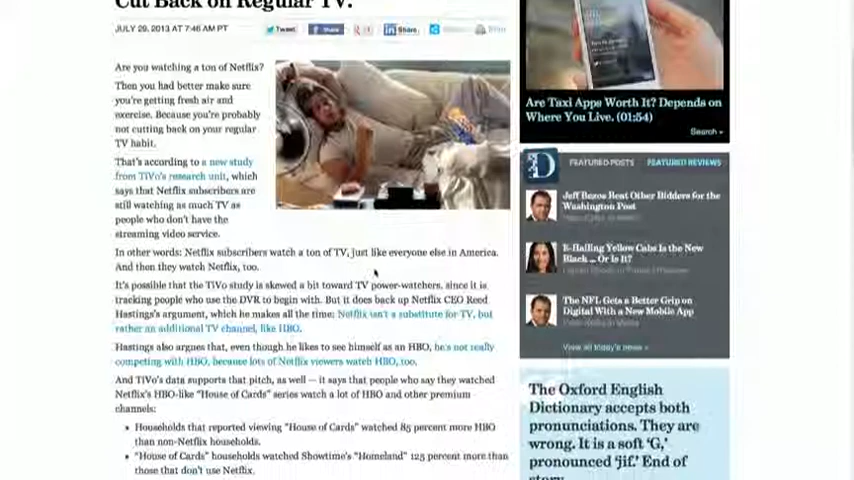 Cut Back on Regular TV.
JULY 29, 2013 AT 7:46 AM PT
Tweet
Share
Share
Print
Are you watching a ton of Netflix?
Then you had better make sure
you're getting fresh air and
exercise. Because you're probably
not cutting back on your regular
TV habit.
That's according to a new study
from TiVo's research unit, which
says that Netflix subscribers are
still watching as much TV as
people who don't have the
streaming video service.
In other words: Netflix subscribers watch a ton of TV, just like everyone else in America.
And then they watch Netflix, too.
It's possible that the TiVo study is skewed a bit toward TV power-watchers, since it is
tracking people who use the DVR to begin with. But it does back up Netflix CEO Reed
Hastings's argument, which he makes all the time: Netflix isn't a substitute for TV, but
rather an additional TV channel, like HBO.
Hastings also argues that, even though he likes to see himself as an HBO, he's not really
competing with HBO, because lots of Netflix viewers watch HBO, too.
And TiVo's data supports that pitch, as well — it says that people who say they watched
Netflix's HBO-like "House of Cards" series watch a lot of HBO and other premium
channels:
• Households that reported viewing "House of Cards" watched 85 percent more HBO
than non-Netflix households.
• "House of Cards" households watched Showtime's "Homeland" 125 percent more than
those that don't use Netflix.
Are Taxi Apps Worth It? Depends on
Where You Live. (01:54)
Search »
D
FEATURED POSTS
FEATURED REVIEWS
Jeff Bezos Beat Other Bidders for the
Washington Post
E-Hailing Yellow Cabs Is the New
Black ... Or Is It?
The NFL Gets a Better Grip on
Digital With a New Mobile App
View all today's news »
The Oxford English
Dictionary accepts both
pronunciations. They are
wrong. It is a soft 'G,'
pronounced 'jif.' End of
story.